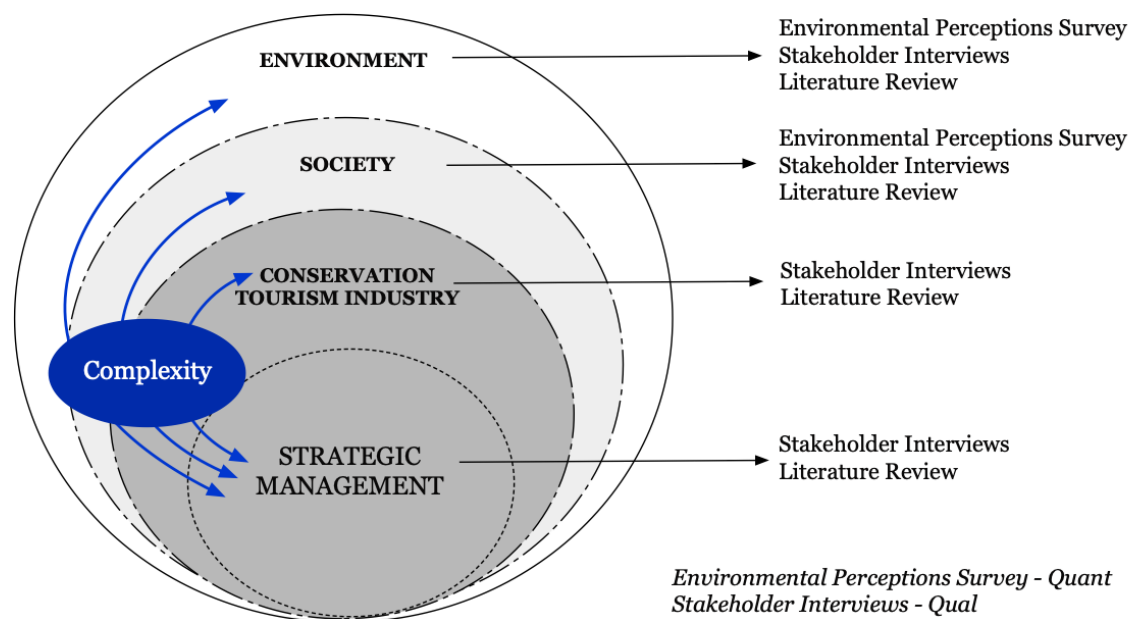 ENVIRONMENT
Environmental Perceptions Survey
Stakeholder Interviews
Literature Review
SOCIETY
Environmental Perceptions Survey
Stakeholder Interviews
Literature Review
CONSERVATION
TOURISM INDUSTRY
Stakeholder Interviews
Literature Review
Complexity
STRATEGIC
MANAGEMENT
Stakeholder Interviews
Literature Review
Environmental Perceptions Survey - Quant
Stakeholder Interviews - Qual